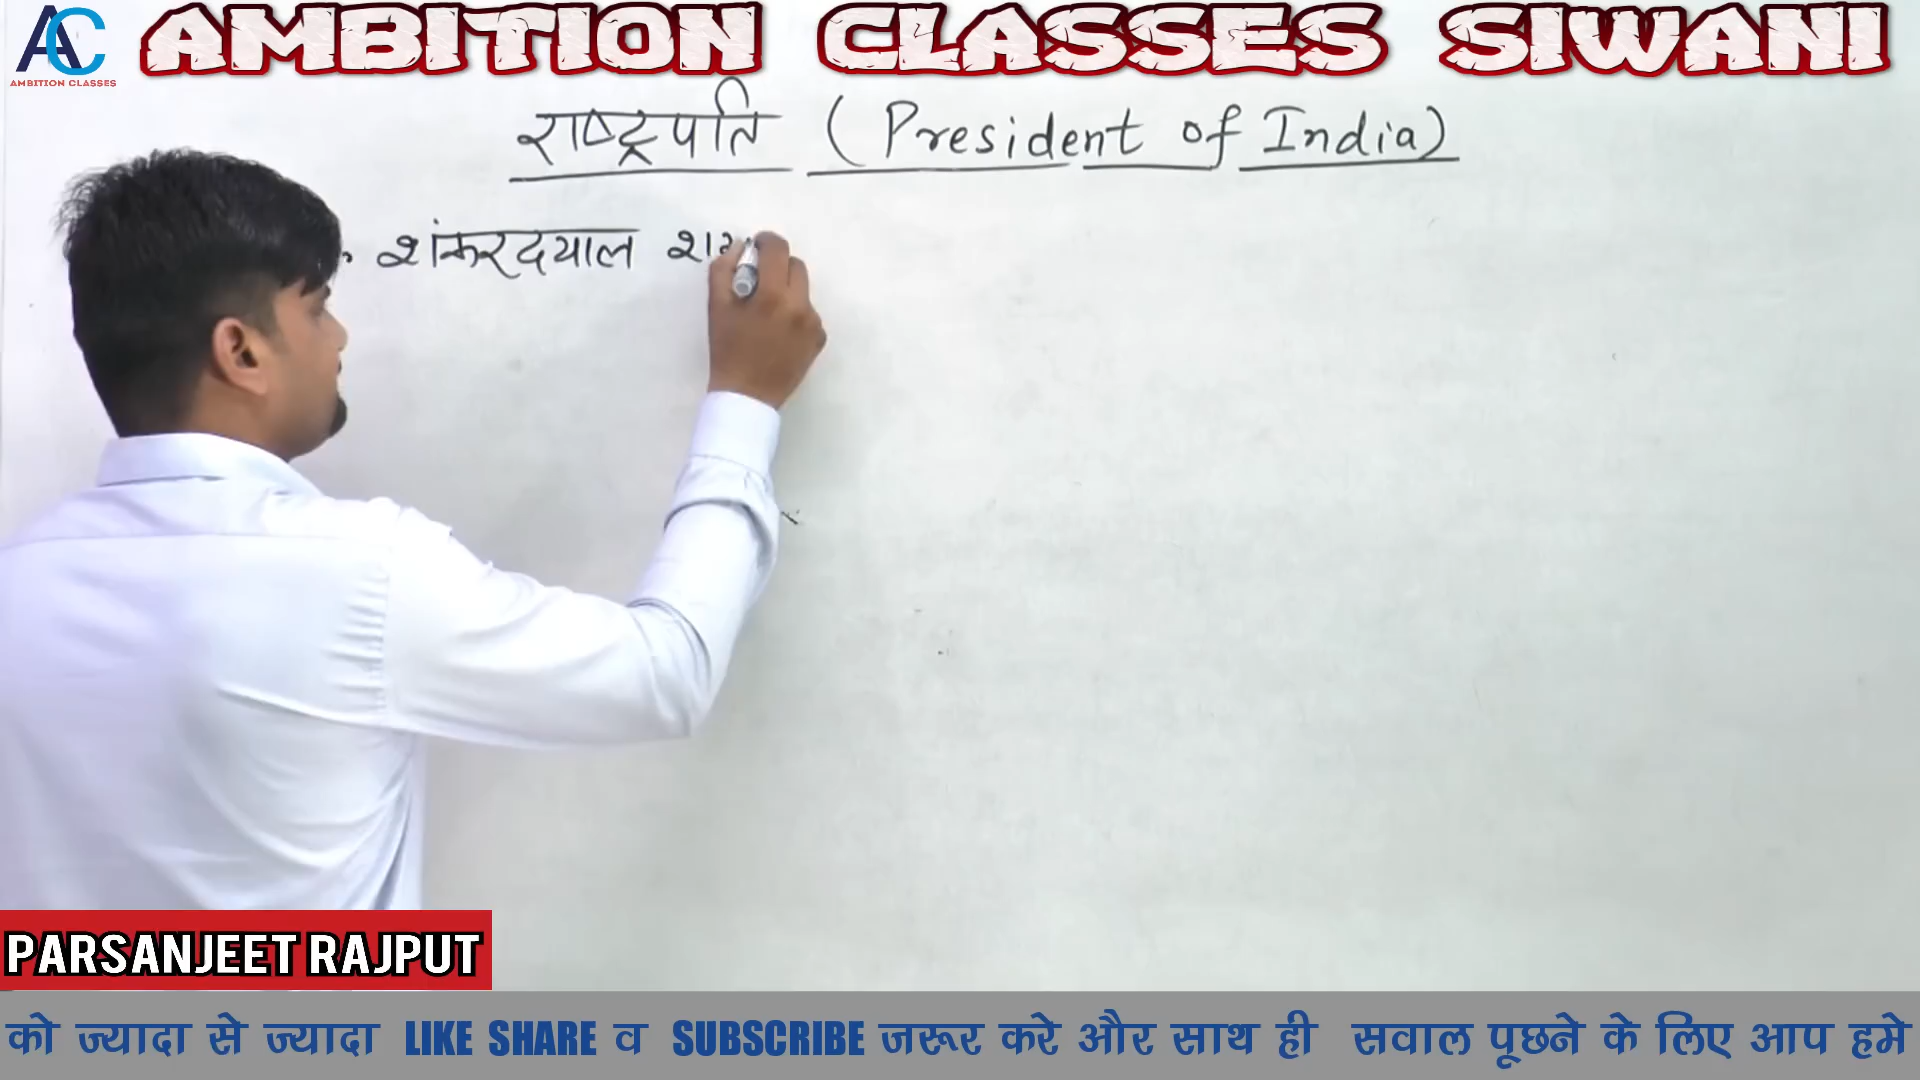 AC
AMBITION CLASSES
AMBITION CLASSES SIWANI
राष्ट्रपति (President of India)
शंकरदयाल
PARSANJEET RAJPUT
को ज्यादा से ज्यादा LIKE SHARE व SUBSCRIBE जरूर करे और साथ ही सवाल पूछने के लिए आप हमे